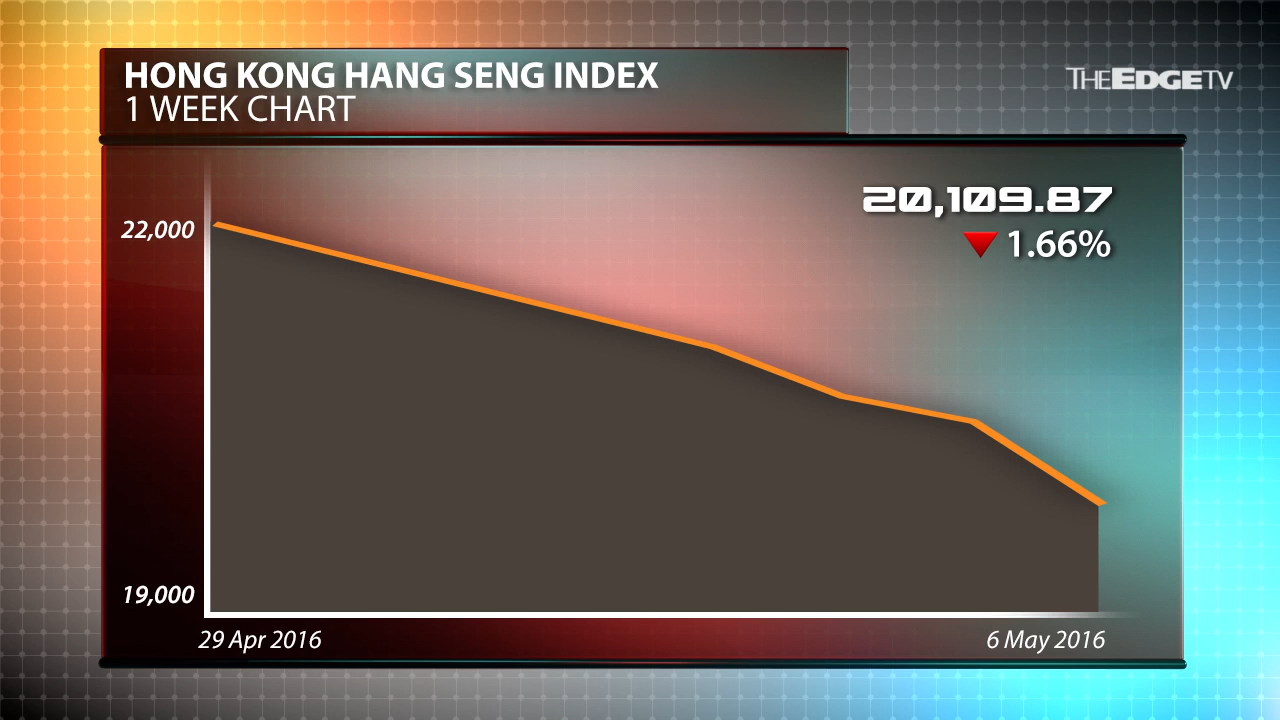 HONG KONG HANG SENG INDEX
1 WEEK CHART
THEEDGETV
20,109.87
1.66%
22,000
19,000
29 Apr 2016
6 May 2016